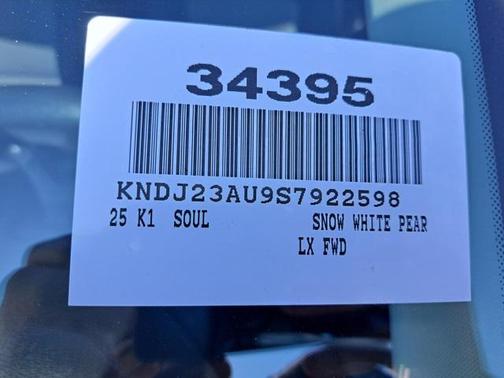 34395
KNDJ23AU9S7922598
25 K1 SOUL SNOW WHITE PEAR
LX FWD